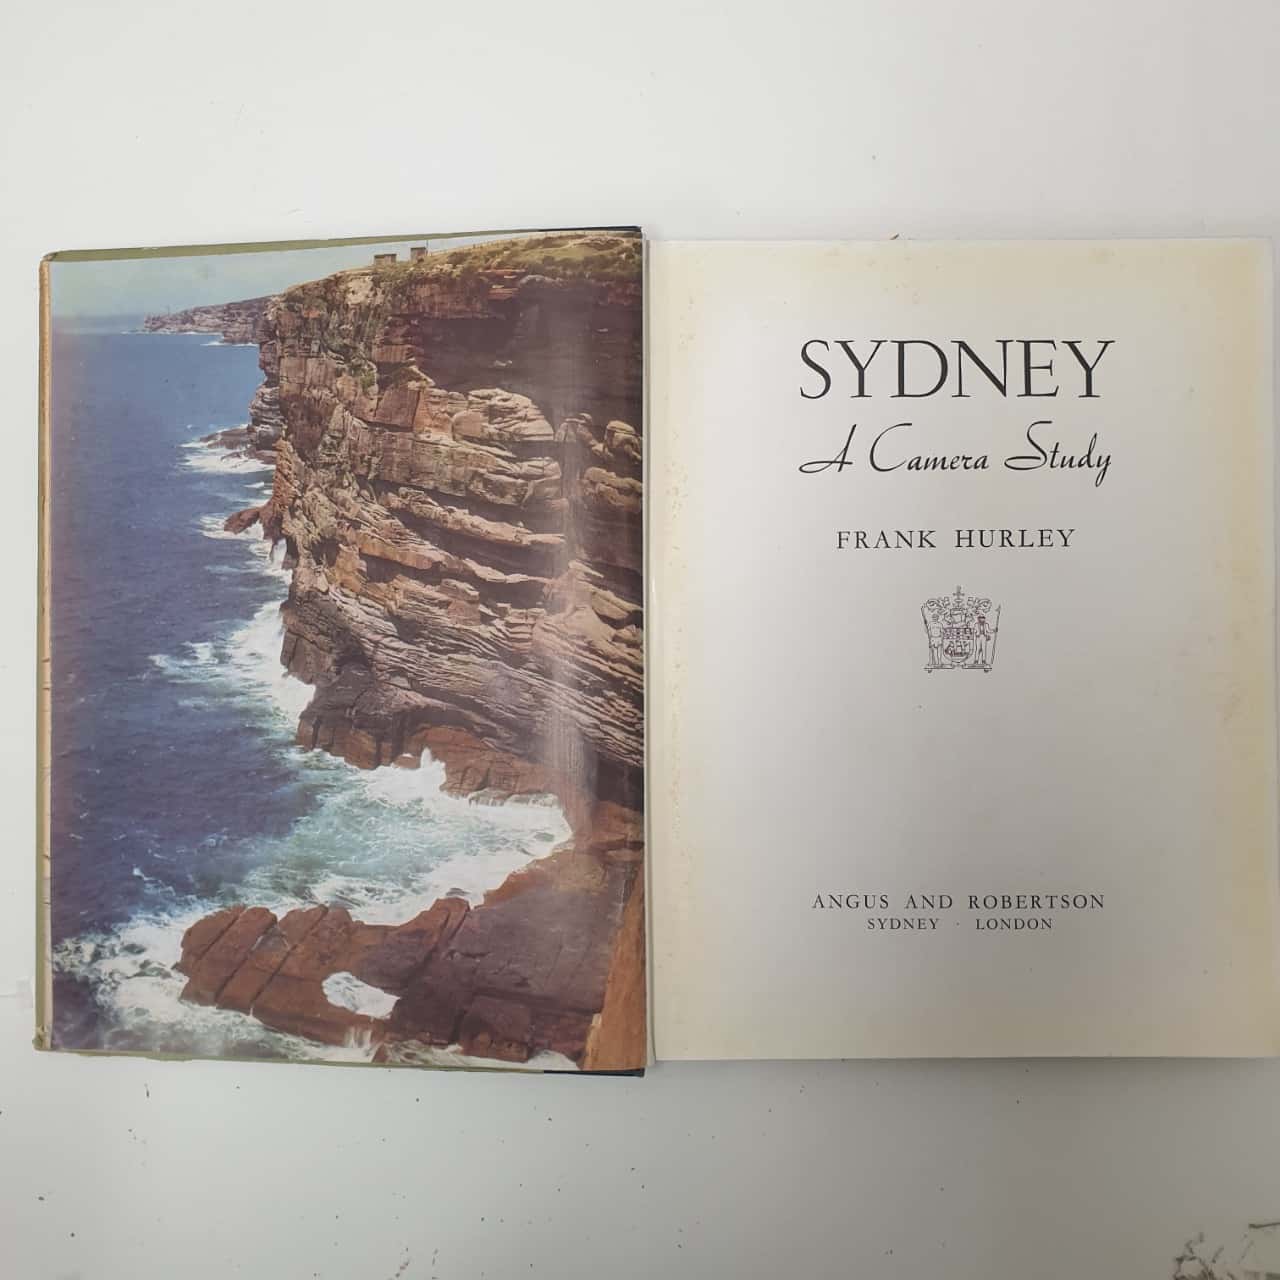 SYDNEY
A Camera Study
FRANK HURLEY
ANGUS AND ROBERTSON
SYDNEY · LONDON